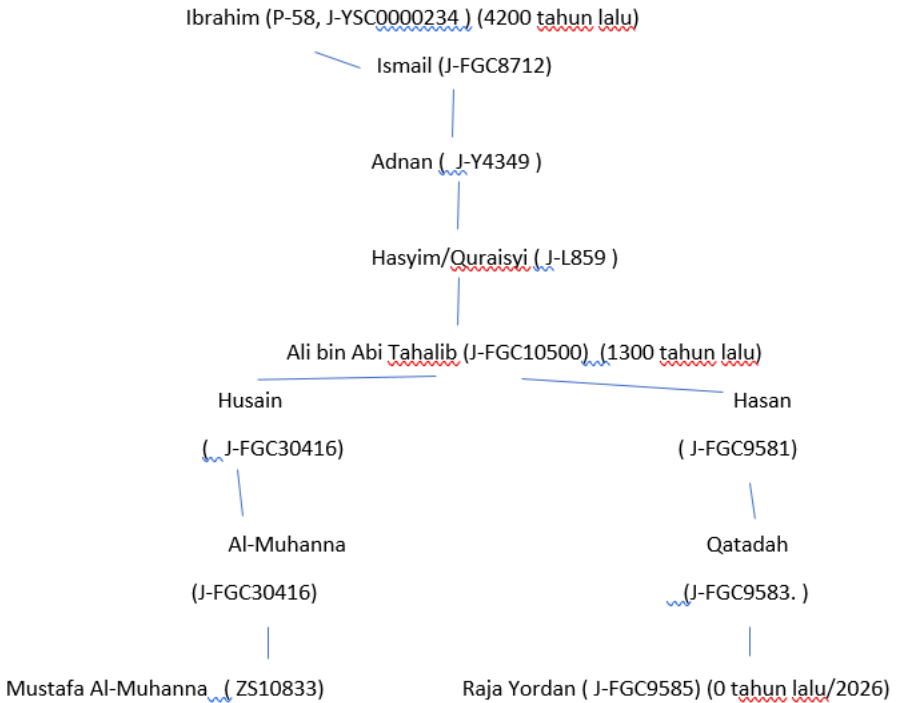 Ibrahim (P-58, J-YSC0000234 ) (4200 tahun lalu)
Ismail (J-FGC8712)
Adnan (  J-Y4349 )
Hasyim/Quraisyi ( J-L859 )
Ali bin Abi Tahalib (J-FGC10500)  (1300 tahun lalu)
Husain
Hasan
(   J-FGC30416)
( J-FGC9581)
Al-Muhanna
Qatadah
(J-FGC30416)
(J-FGC9583. )
Mustafa Al-Muhanna   ( ZS10833)
Raja Yordan ( J-FGC9585) (0 tahun lalu/2026)